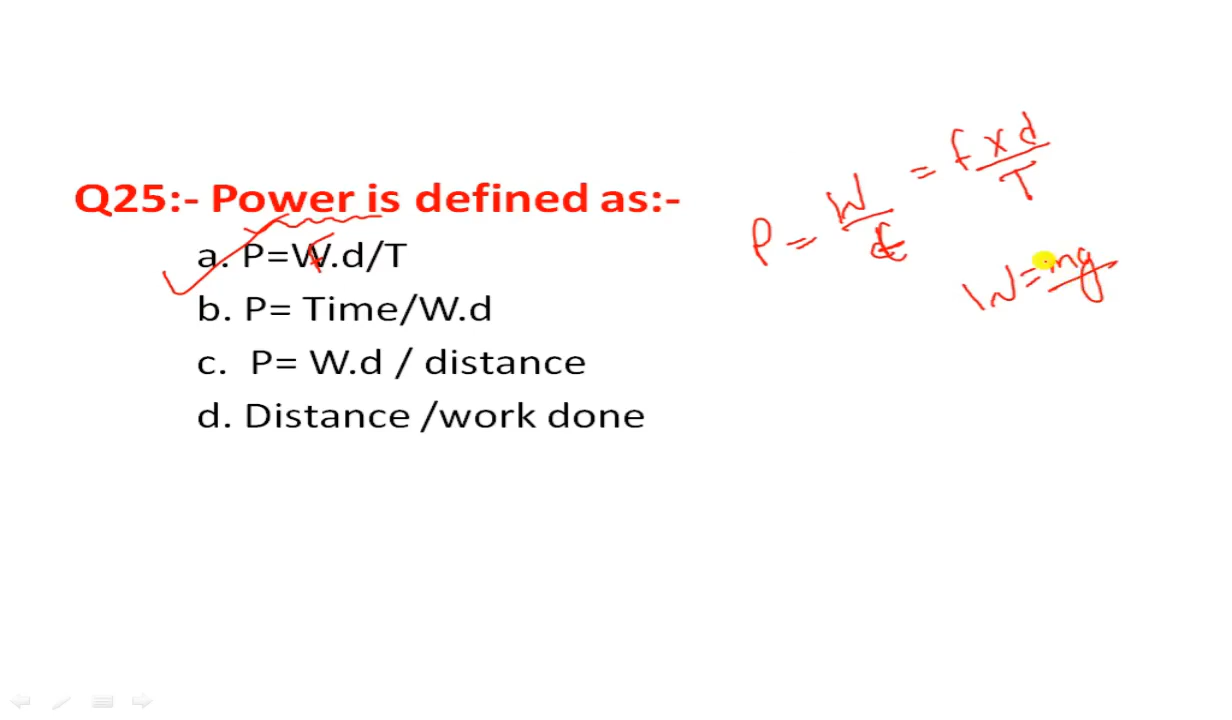 Q25:- Power is defined as:-
a. P=W.d/T
F
b. P= Time/W.d
c. P= W.d / distance
d. Distance /work done
P = W/t = f x d/T
W = mg